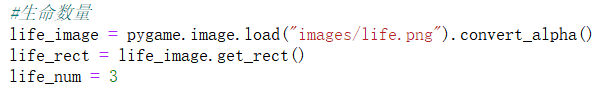 #生命数量
life_image = pygame.image.load("images/life.png").convert_alpha()
life_rect = life_image.get_rect()
life_num = 3